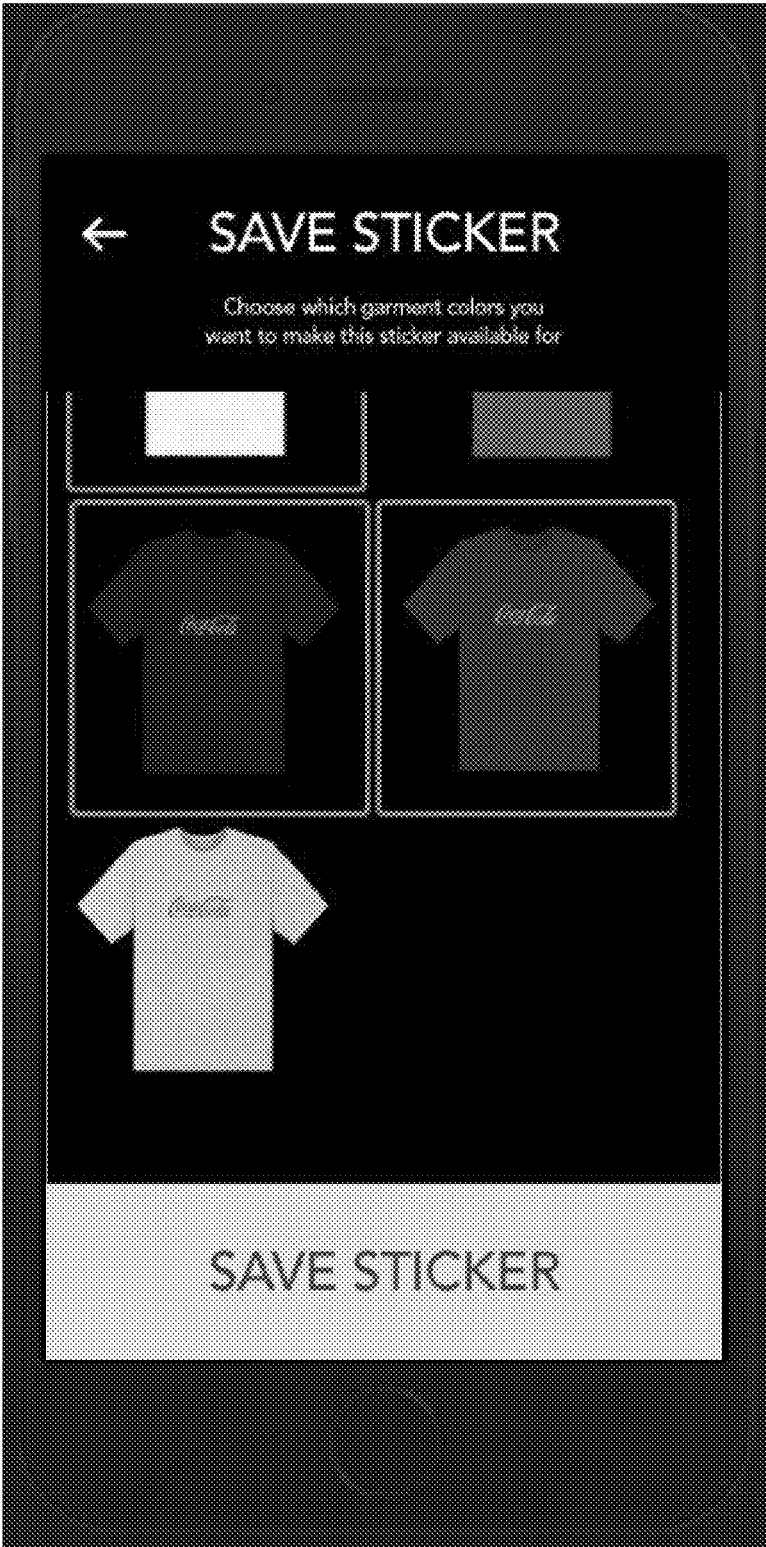 SAVE STICKER
Choose which garment colors you
want to make this sticker available for
SAVE STICKER